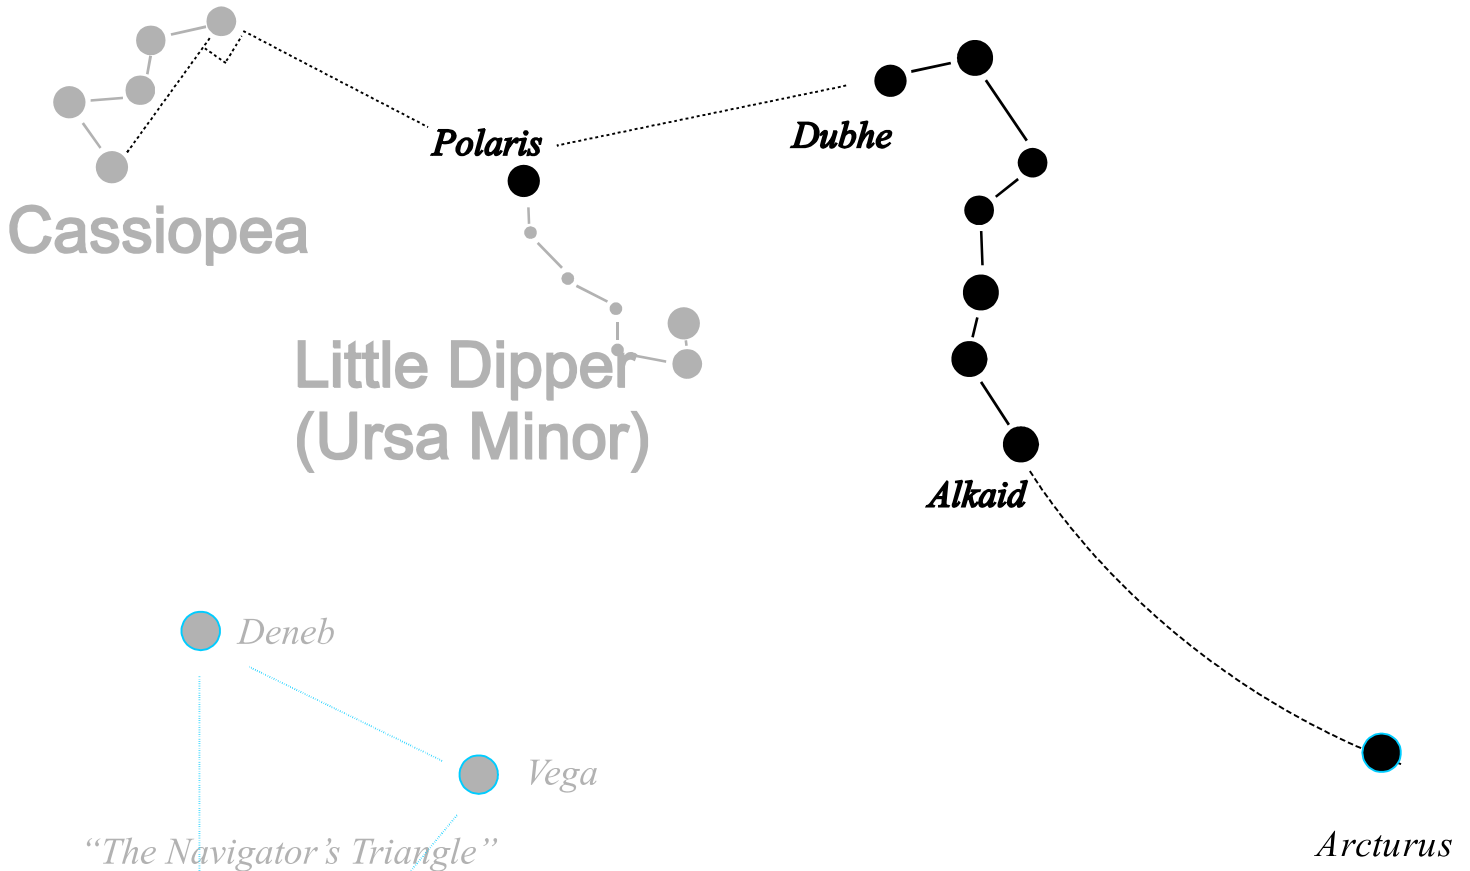 Polaris
Dubhe
Cassiopea
Little Dipper
(Ursa Minor)
Alkaid
Deneb
Vega
“The Navigator’s Triangle”
Arcturus